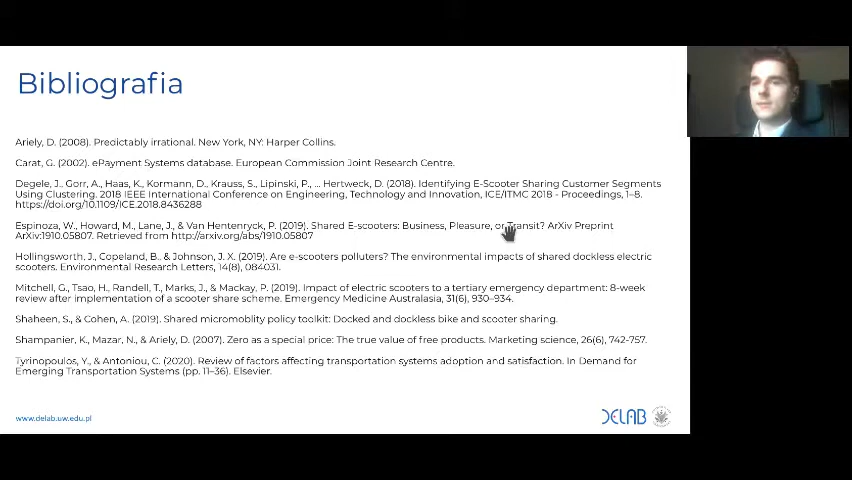 Bibliografia
Ariely, D. (2008). Predictably irrational. New York, NY: Harper Collins.
Carat, G. (2002). ePayment Systems database. European Commission Joint Research Centre.
Degele, J., Gorr, A., Haas, K., Kormann, D., Krauss, S., Lipinski, P., ... Hertweck, D. (2018). Identifying E-Scooter Sharing Customer Segments
Using Clustering. 2018 IEEE International Conference on Engineering, Technology and Innovation, ICE/ITMC 2018 - Proceedings, 1–8.
https://doi.org/10.1109/ICE.2018.8436288
Espinoza, W., Howard, M., Lane, J., & Van Hentenryck, P. (2019). Shared E-scooters: Business, Pleasure, or Transit? ArXiv Preprint
ArXiv:1910.05807. Retrieved from http://arxiv.org/abs/1910.05807
Hollingsworth, J., Copeland, B., & Johnson, J. X. (2019). Are e-scooters polluters? The environmental impacts of shared dockless electric
scooters. Environmental Research Letters, 14(8), 084031.
Mitchell, G., Tsao, H., Randell, T., Marks, J., & Mackay, P. (2019). Impact of electric scooters to a tertiary emergency department: 8-week
review after implementation of a scooter share scheme. Emergency Medicine Australasia, 31(6), 930–934.
Shaheen, S., & Cohen, A. (2019). Shared micromoblity policy toolkit: Docked and dockless bike and scooter sharing.
Shampanier, K., Mazar, N., & Ariely, D. (2007). Zero as a special price: The true value of free products. Marketing science, 26(6), 742-757.
Tyrinopoulos, Y., & Antoniou, C. (2020). Review of factors affecting transportation systems adoption and satisfaction. In Demand for
Emerging Transportation Systems (pp. 11–36). Elsevier.
www.delab.uw.edu.pl
DELAB